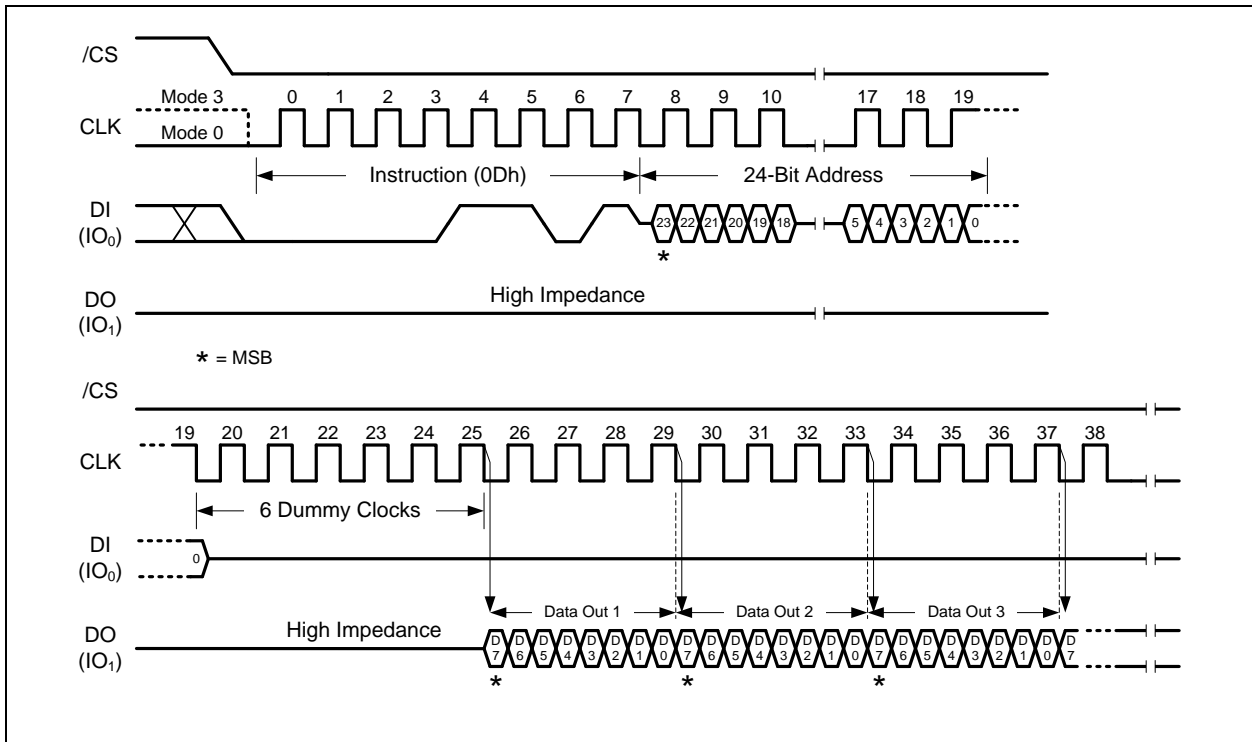 /CS
Mode 3 0 1 2 3 4 5 6 7 8 9 10 17 18 19
CLK
Mode 0
Instruction (0Dh) 24-Bit Address
DI
(IO0) 23 22 21 20 19 18 5 4 3 2 1 0
*
DO
(IO1)
High Impedance
* = MSB
/CS
19 20 21 22 23 24 25 26 27 28 29 30 31 32 33 34 35 36 37 38
CLK
6 Dummy Clocks
DI
(IO0) 0
Data Out 1 Data Out 2 Data Out 3
DO
(IO1)
High Impedance
D7 D6 D5 D4 D3 D2 D1 D0 D7 D6 D5 D4 D3 D2 D1 D0 D7 D6 D5 D4 D3 D2 D1 D0 D7
* * *